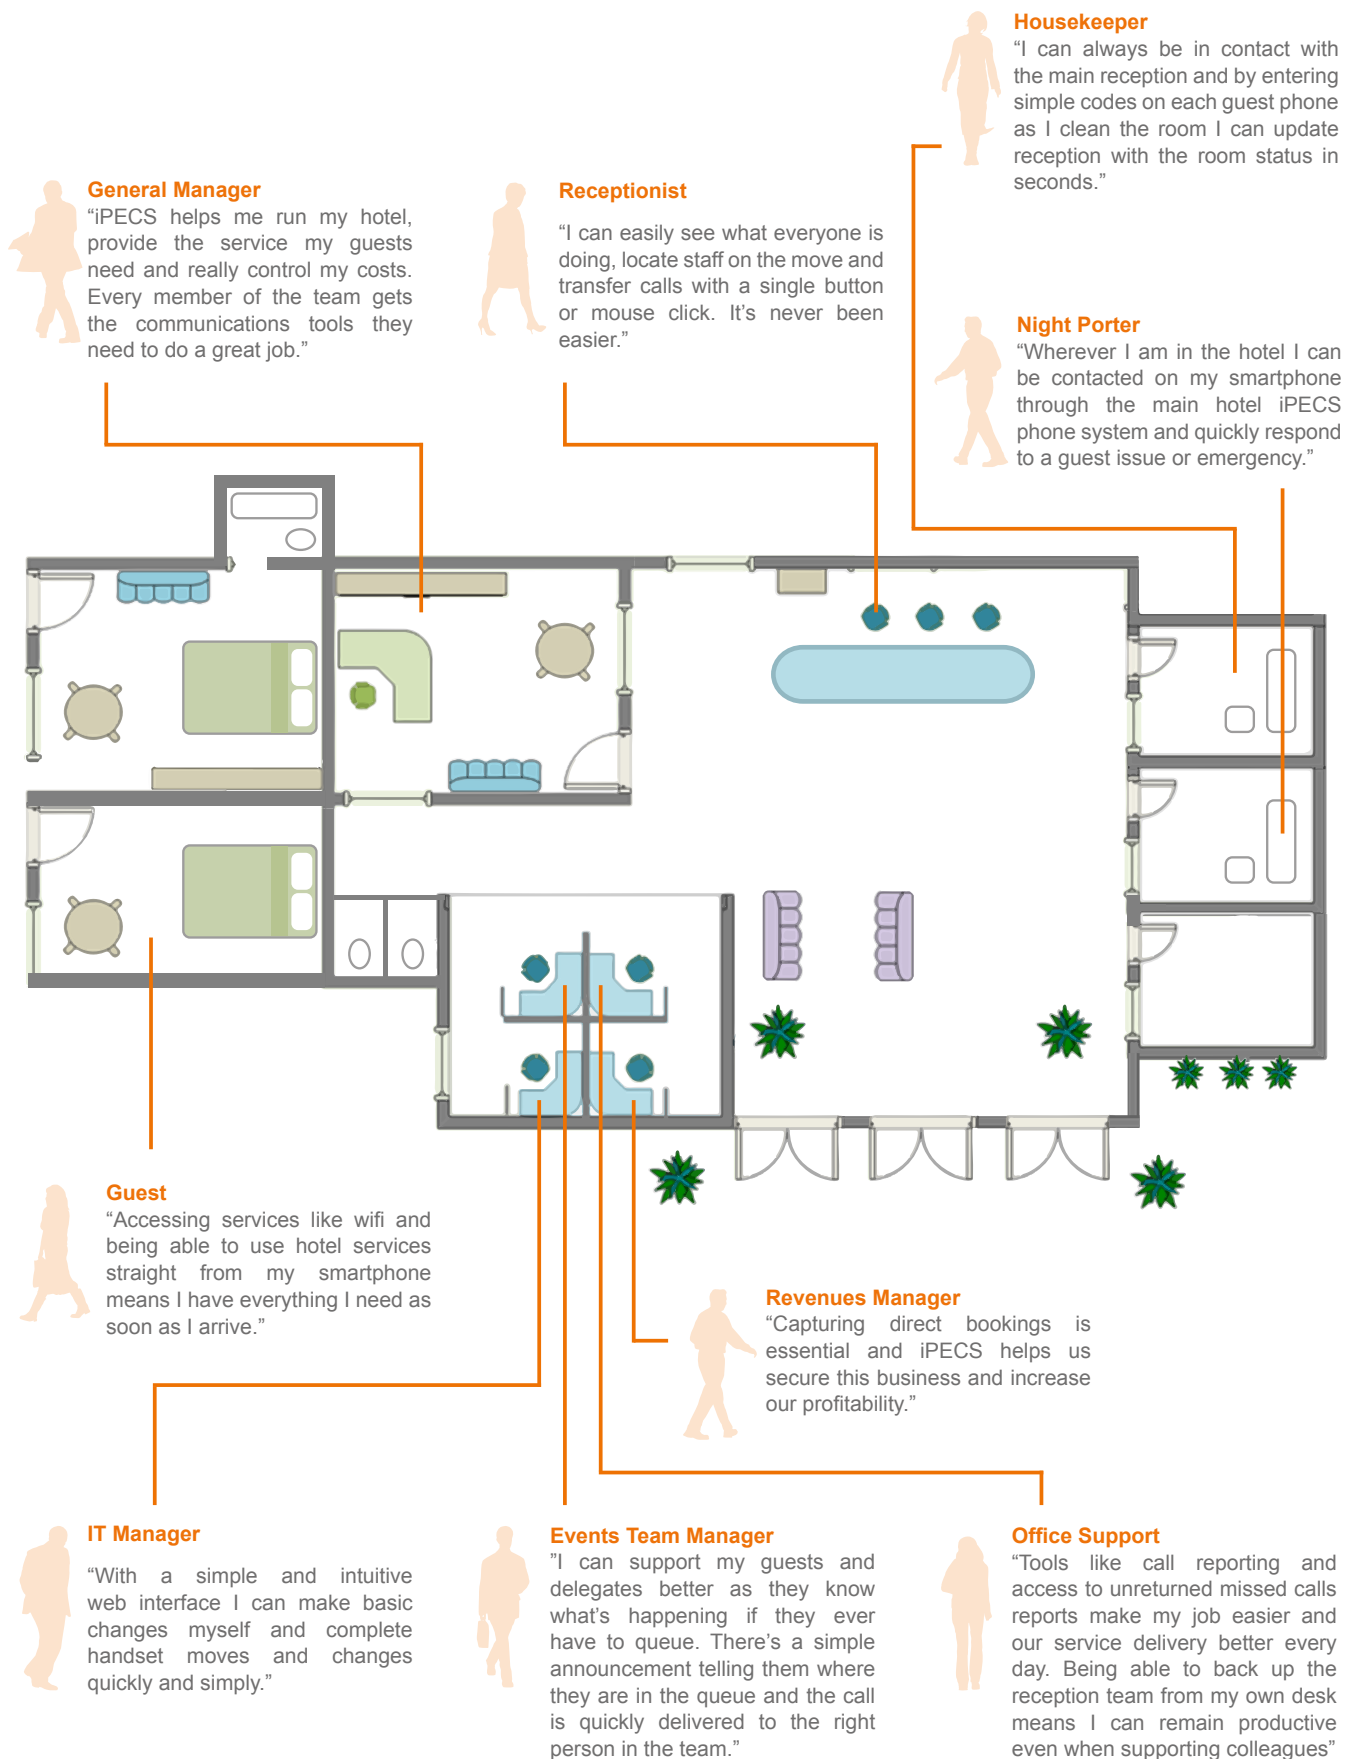 Housekeeper
“I can always be in contact with
the main reception and by entering
simple codes on each guest phone
as I clean the room I can update
reception with the room status in
seconds.”
General Manager
“iPECS helps me run my hotel,
provide the service my guests
need and really control my costs.
Every member of the team gets
the communications tools they
need to do a great job.”
Receptionist
“I can easily see what everyone is
doing, locate staff on the move and
transfer calls with a single button
or mouse click. It’s never been
easier.”
Night Porter
“Wherever I am in the hotel I can
be contacted on my smartphone
through the main hotel iPECS
phone system and quickly respond
to a guest issue or emergency.”
Guest
“Accessing services like wifi and
being able to use hotel services
straight from my smartphone
means I have everything I need as
soon as I arrive.”
Revenues Manager
“Capturing direct bookings is
essential and iPECS helps us
secure this business and increase
our profitability.”
IT Manager
“With a simple and intuitive
web interface I can make basic
changes myself and complete
handset moves and changes
quickly and simply.”
Events Team Manager
”I can support my guests and
delegates better as they know
what’s happening if they ever
have to queue. There’s a simple
announcement telling them where
they are in the queue and the call
is quickly delivered to the right
person in the team.”
Office Support
“Tools like call reporting and
access to unreturned missed calls
reports make my job easier and
our service delivery better every
day. Being able to back up the
reception team from my own desk
means I can remain productive
even when supporting colleagues”